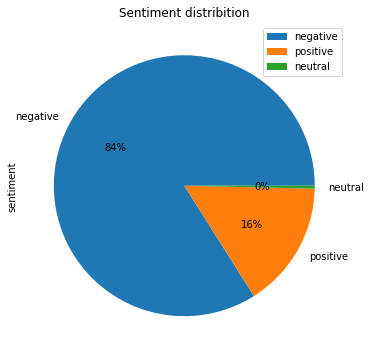 Sentiment distribition
negative
positive
neutral
negative
84%
sentiment
0%
neutral
16%
positive